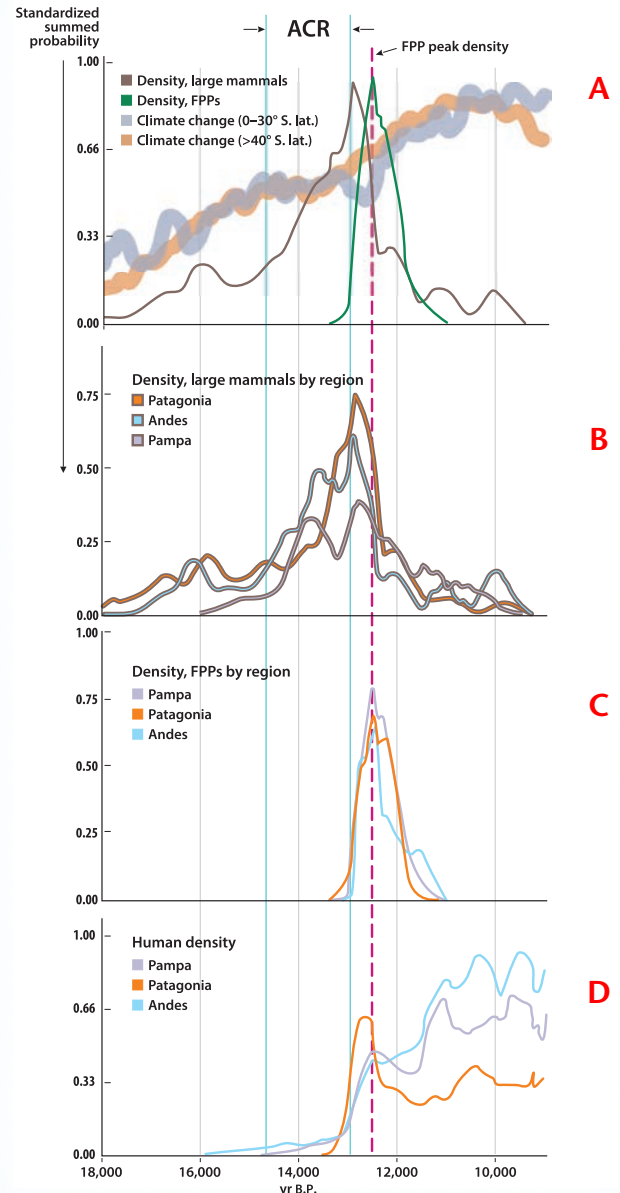 Standardized
summed
probability
ACR
FPP peak density
1.00
0.66
0.33
0.00
Density, large mammals
Density, FPPs
Climate change (0–30° S. lat.)
Climate change (>40° S. lat.)
A
0.75
0.50
0.25
0.00
Density, large mammals by region
Patagonia
Andes
Pampa
B
1.00
0.75
0.50
0.25
0.00
Density, FPPs by region
Pampa
Patagonia
Andes
C
1.00
0.66
0.33
0.00
Human density
Pampa
Patagonia
Andes
D
18,000 16,000 14,000 12,000 10,000
yr B.P.